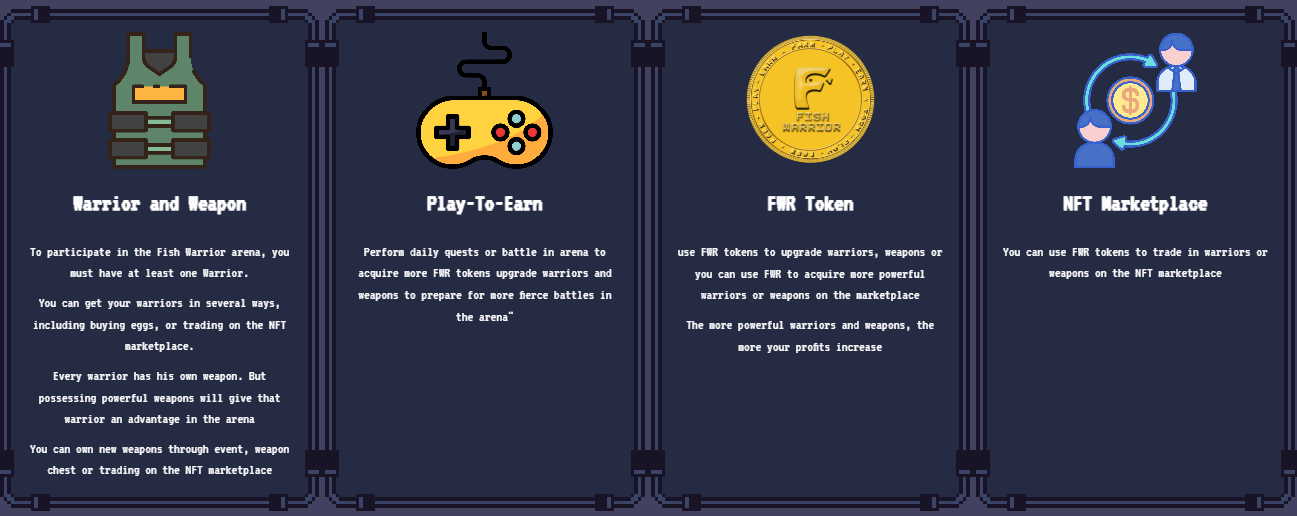 Warrior and Weapon
To participate in the Fish Warrior arena, you
must have at least one Warrior.
You can get your warriors in several ways,
including buying eggs, or trading on the NFT
marketplace.
Every warrior has his own weapon. But
possessing powerful weapons will give that
warrior an advantage in the arena
You can own new weapons through event, weapon
chest or trading on the NFT marketplace
Play-To-Earn
Perform daily quests or battle in arena to
acquire more FWR tokens upgrade warriors and
weapons to prepare for more fierce battles in
the arena“
FISH
WARRIOR
FWR Token
use FWR tokens to upgrade warriors, weapons or
you can use FWR to acquire more powerful
warriors or weapons on the marketplace
The more powerful warriors and weapons, the
more your profits increase
$
NFT Marketplace
You can use FWR tokens to trade in warriors or
weapons on the NFT marketplace